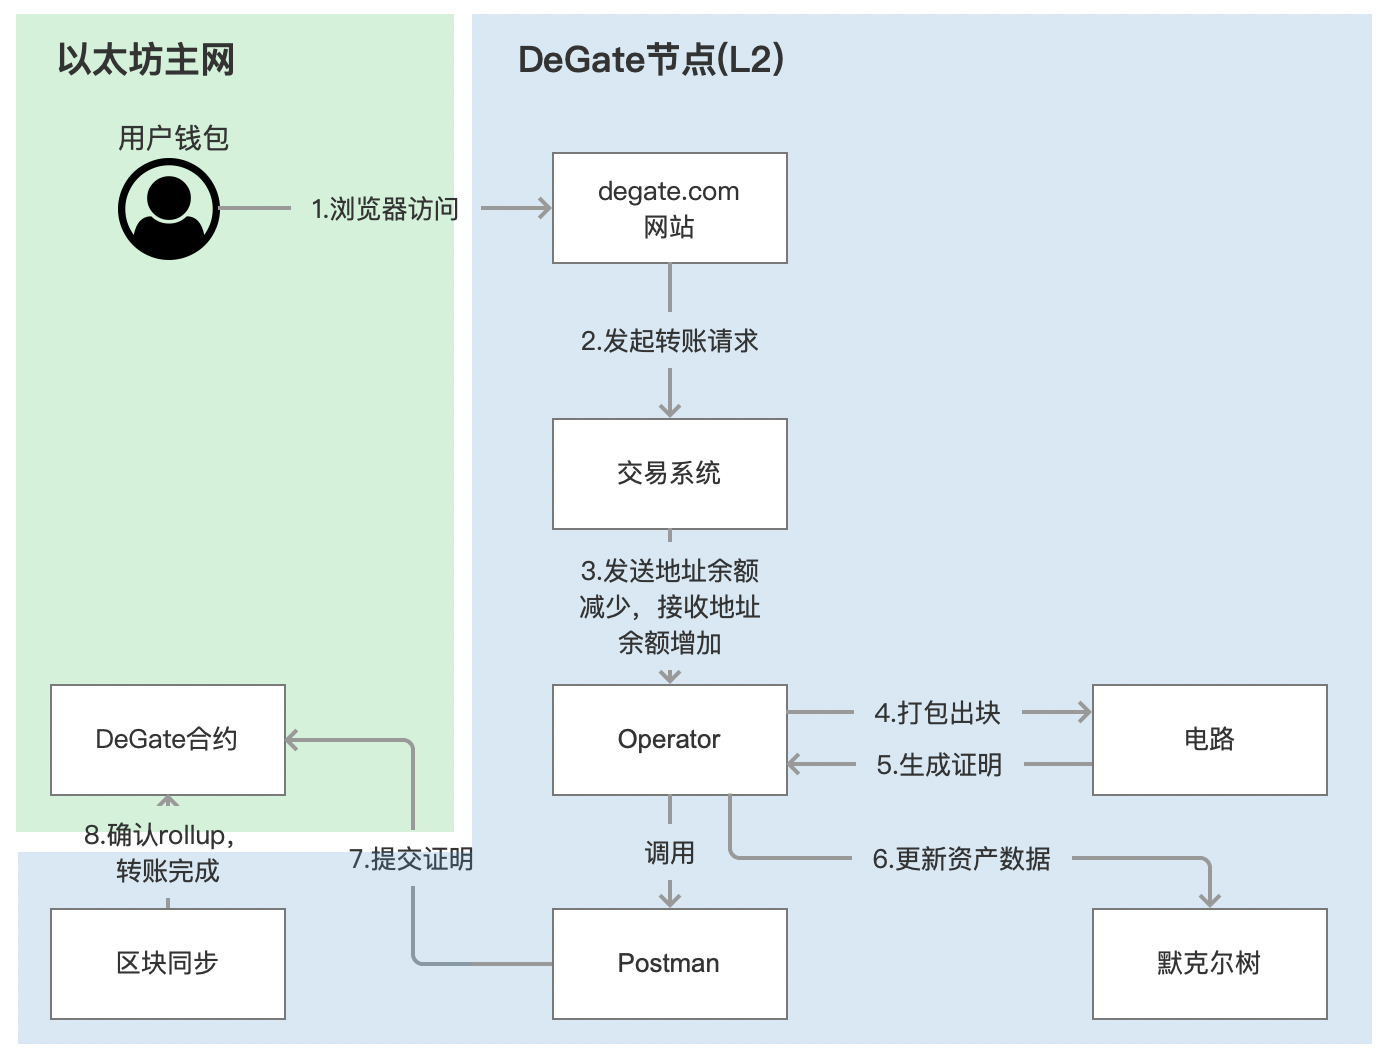 以太坊主网
DeGate节点(L2)
用户钱包
1.浏览器访问
degate.com
网站
2.发起转账请求
交易系统
3.发送地址余额
减少，接收地址
余额增加
DeGate合约
Operator
4.打包出块
5.生成证明
电路
8.确认rollup，
转账完成
7.提交证明
调用
6.更新资产数据
区块同步
Postman
默克尔树